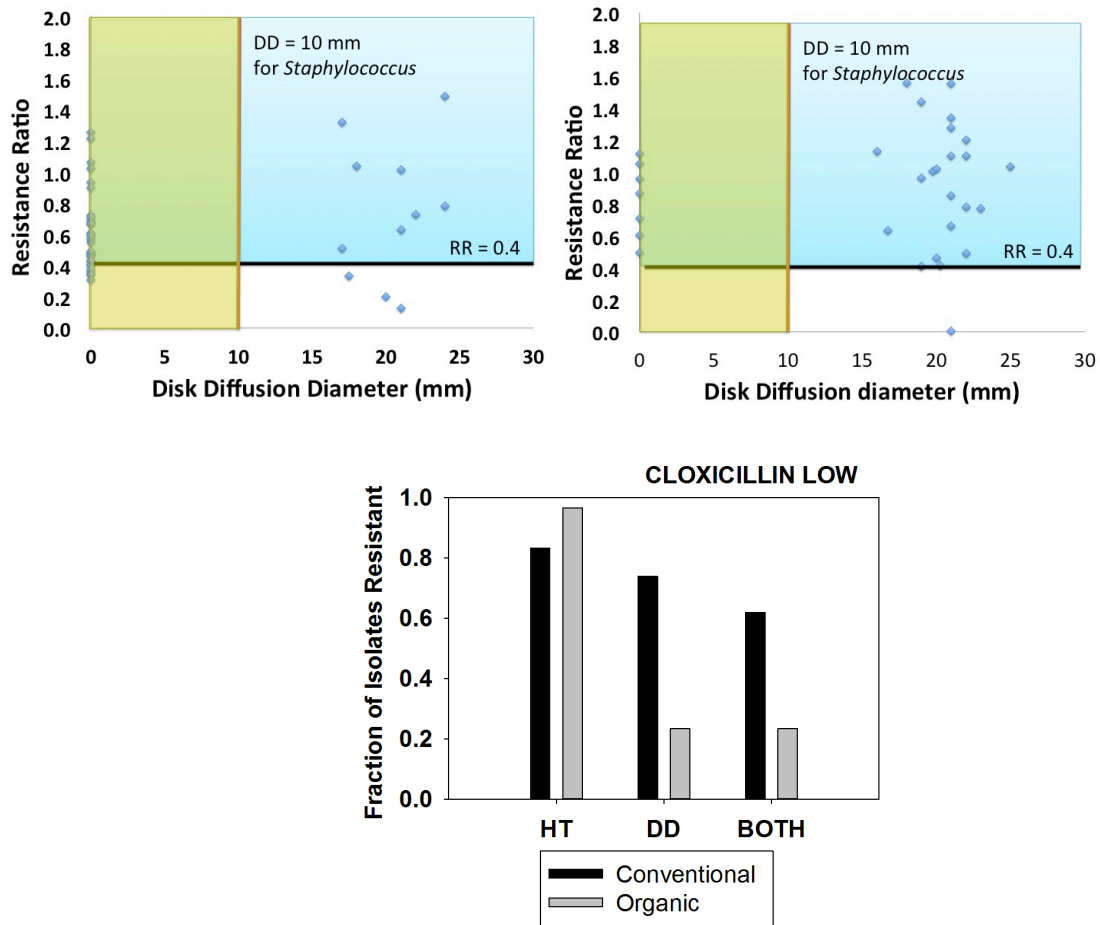 2.0
1.8
1.6
1.4
1.2
1.0
0.8
0.6
0.4
0.2
0.0
Resistance Ratio
DD = 10 mm
for Staphylococcus
RR = 0.4
0 5 10 15 20 25 30
Disk Diffusion Diameter (mm)
2.0
1.8
1.6
1.4
1.2
1.0
0.8
0.6
0.4
0.2
0.0
Resistance Ratio
DD = 10 mm
for Staphylococcus
RR = 0.4
0 5 10 15 20 25 30
Disk Diffusion diameter (mm)
CLOXICILLIN LOW
1.0
0.8
0.6
0.4
0.2
0.0
Fraction of Isolates Resistant
HT DD BOTH
Conventional
Organic